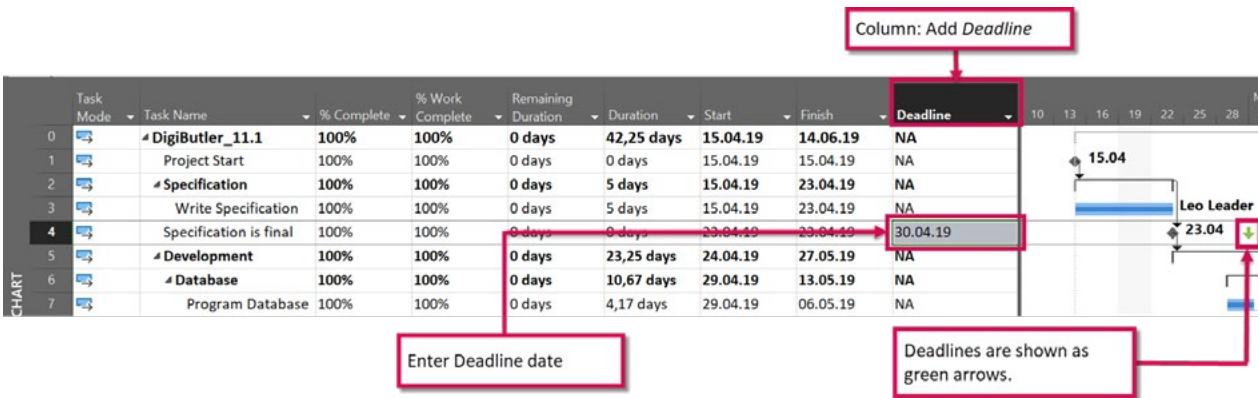 Column: Add Deadline
Task Mode Task Name % Complete % Work Complete Remaining Duration Duration Start Finish Deadline 10 13 16 19 22 25 28
0 DigiButler_11.1 100% 100% 0 days 42,25 days 15.04.19 14.06.19 NA
1 Project Start 100% 100% 0 days 0 days 15.04.19 15.04.19 NA 15.04
2 Specification 100% 100% 0 days 5 days 15.04.19 23.04.19 NA
3 Write Specification 100% 100% 0 days 5 days 15.04.19 23.04.19 NA Leo Leader
4 Specification is final 100% 100% 0 days 0 days 23.04.19 23.04.19 30.04.19 23.04
5 Development 100% 100% 0 days 23,25 days 24.04.19 27.05.19 NA
6 Database 100% 100% 0 days 10,67 days 29.04.19 13.05.19 NA
7 Program Database 100% 100% 0 days 4,17 days 29.04.19 06.05.19 NA
CHART
Enter Deadline date
Deadlines are shown as
green arrows.